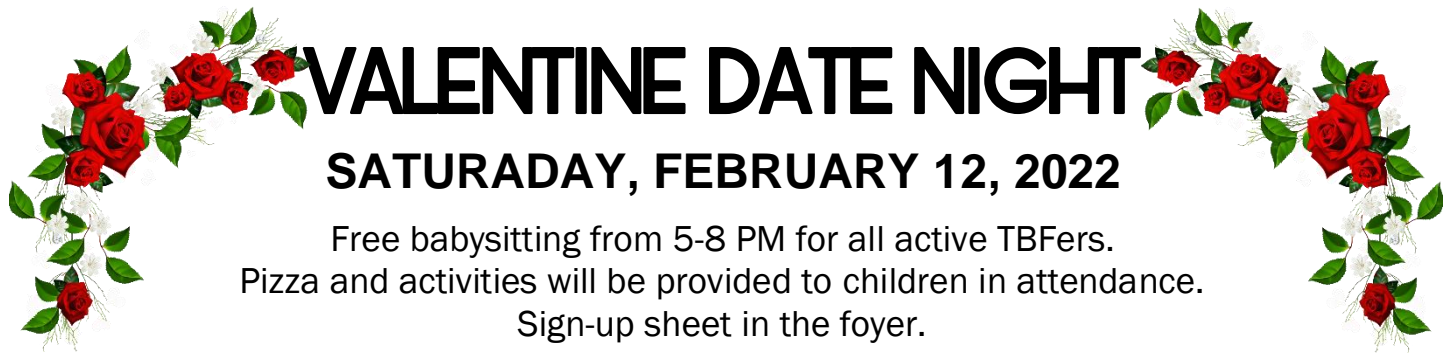 VALENTINE DATE NIGHT
SATURADAY, FEBRUARY 12, 2022
Free babysitting from 5-8 PM for all active TBFers.
Pizza and activities will be provided to children in attendance.
Sign-up sheet in the foyer.